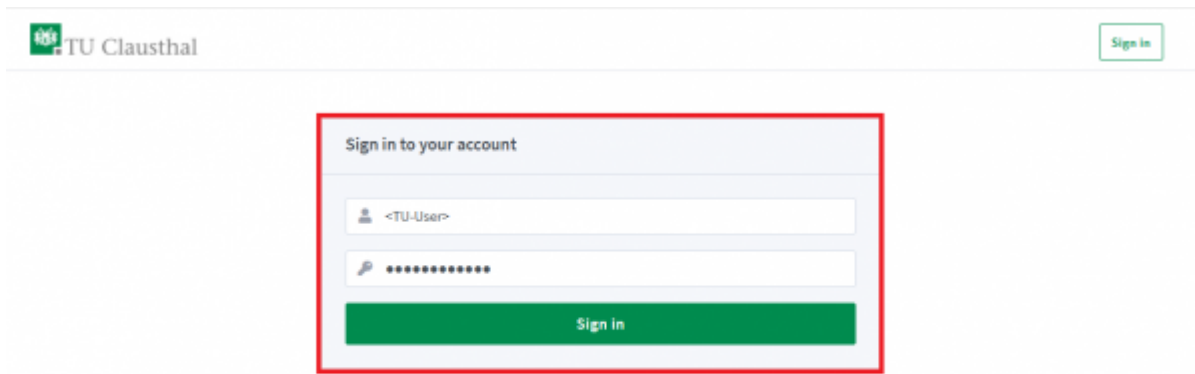 TU Clausthal
Sign in
Sign in to your account
<TU-User>
••••••••••••
Sign in